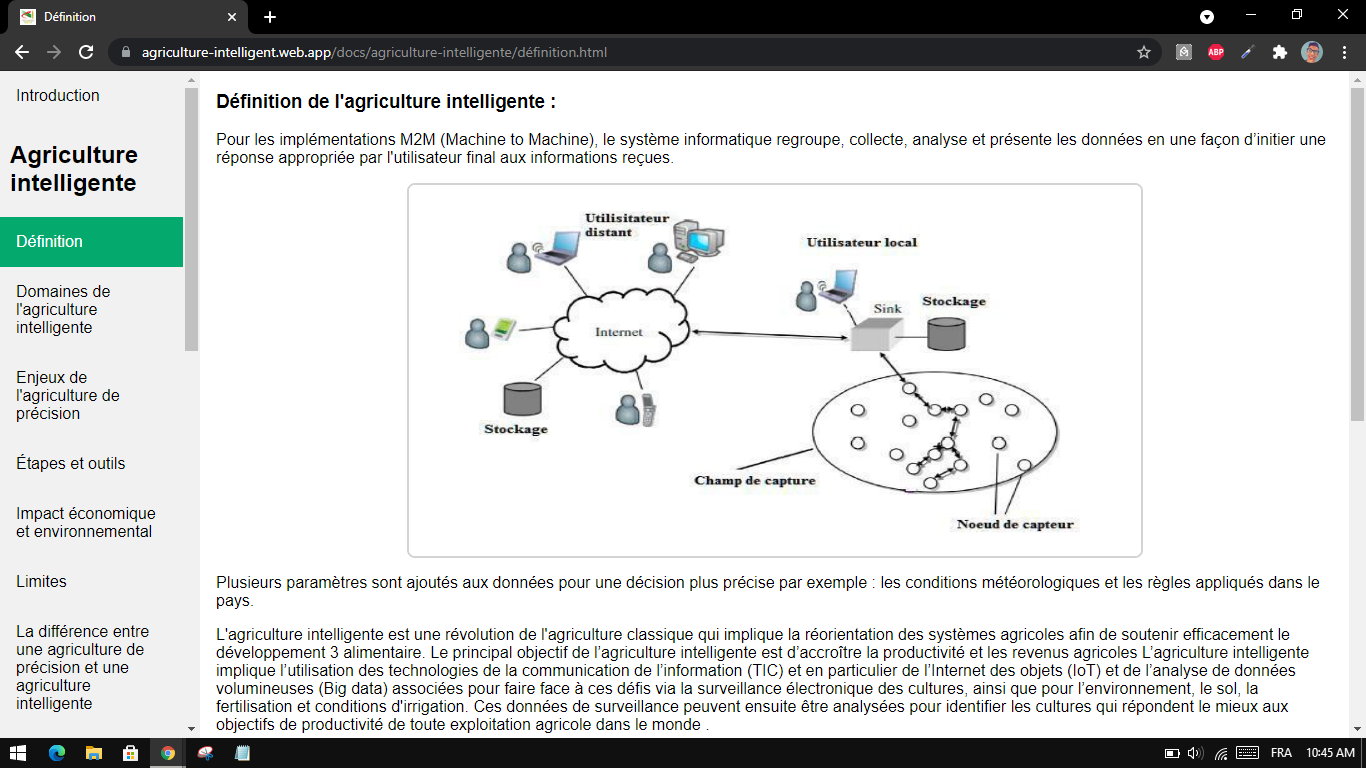 Définition
agriculture-intelligent.web.app/docs/agriculture-intelligente/définition.html
ABP
Introduction
Agriculture
intelligente
Définition
Domaines de
l'agriculture
intelligente
Enjeux de
l'agriculture de
précision
Étapes et outils
Impact économique
et environnemental
Limites
La différence entre
une agriculture de
précision et une
agriculture
intelligente
Définition de l'agriculture intelligente :
Pour les implémentations M2M (Machine to Machine), le système informatique regroupe, collecte, analyse et présente les données en une façon d’initier une
réponse appropriée par l'utilisateur final aux informations reçues.
Utilisitateur
distant
Utilisateur local
Sink
Stockage
Internet
Stockage
Champ de capture
Noeud de capteur
Plusieurs paramètres sont ajoutés aux données pour une décision plus précise par exemple : les conditions météorologiques et les règles appliqués dans le
pays.
L'agriculture intelligente est une révolution de l'agriculture classique qui implique la réorientation des systèmes agricoles afin de soutenir efficacement le
développement 3 alimentaire. Le principal objectif de l’agriculture intelligente est d’accroître la productivité et les revenus agricoles L’agriculture intelligente
implique l’utilisation des technologies de la communication de l’information (TIC) et en particulier de l’Internet des objets (IoT) et de l’analyse de données
volumineuses (Big data) associées pour faire face à ces défis via la surveillance électronique des cultures, ainsi que pour l’environnement, le sol, la
fertilisation et conditions d'irrigation. Ces données de surveillance peuvent ensuite être analysées pour identifier les cultures qui répondent le mieux aux
objectifs de productivité de toute exploitation agricole dans le monde .
FRA
10:45 AM